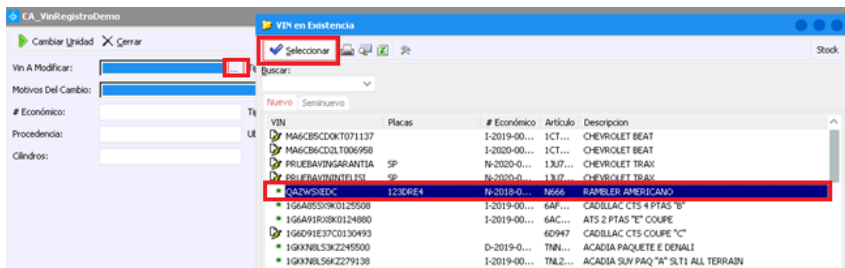 CA_VinRegistroDemo
Cambiar Unidad Cerrar
Vin A Modificar: ...
Motivos Del Cambio:
# Económico:
Procedencia:
Cilindros:
VIN en Existencia
Seleccionar Stock
Buscar:
Nuevo Seminuevo
VIN Placas # Económico Artículo Descripcion
MA6CB5CD0KT071137 I-2019-00... 1CT... CHEVROLET BEAT
MA6CB6CD2LT006958 I-2020-00... 1CT... CHEVROLET BEAT
PRUEBAVINGARANTIA SP N-2020-0... 13U7... CHEVROLET TRAX
PRUEBAVININTELISI SP N-2020-0... 13U7... CHEVROLET TRAX
QAZWSXEDC 123DRE4 N-2018-0... N666 RAMBLER AMERICANO
1G6A85SX9K0125508 I-2019-00... 6AF... CADILLAC CTS 4 PTAS "B"
1G6A91RX8K0124880 I-2019-00... 6AC... ATS 2 PTAS "E" COUPE
1G6D91E37C0130493 6D947 CADILLAC CTS COUPE "C"
1GKKN8LS3KZ245500 D-2019-0... TNN... ACADIA PAQUETE E DENALI
1GKKN8LS6KZ279138 I-2019-00... TNL2... ACADIA SUV PAQ "A" SLT1 ALL TERRAIN